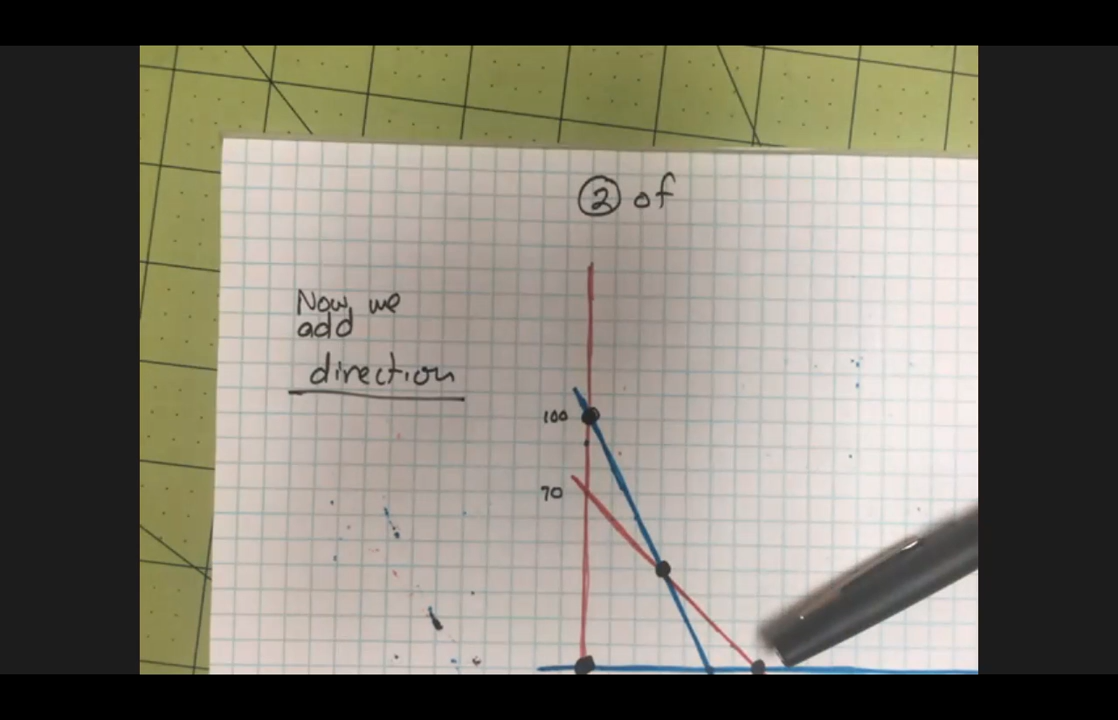 ② of
Now, we
add
direction
100
70